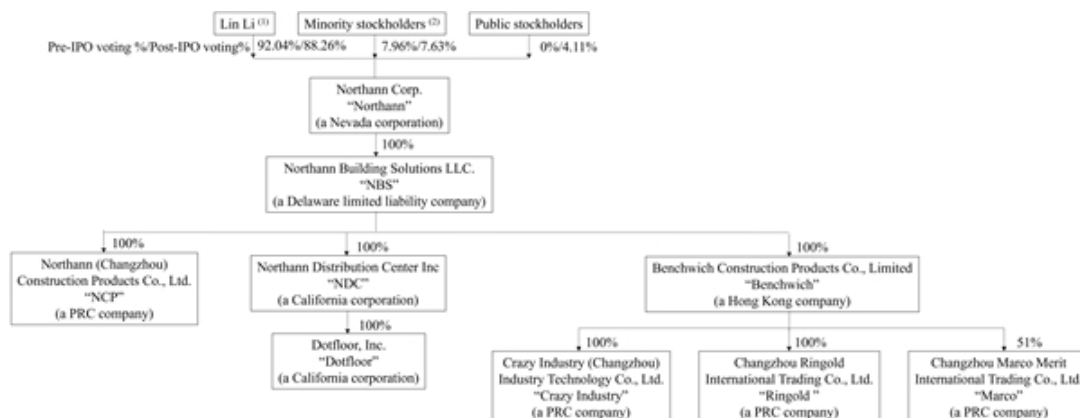 Lin Li (1)
Minority stockholders (2)
Public stockholders
Pre-IPO voting %/Post-IPO voting%
92.04%/88.26%
7.96%/7.63%
0%/4.11%
Northann Corp.
“Northann”
(a Nevada corporation)
100%
Northann Building Solutions LLC.
“NBS”
(a Delaware limited liability company)
100%
Northann (Changzhou)
Construction Products Co., Ltd.
“NCP”
(a PRC company)
100%
Northann Distribution Center Inc
“NDC”
(a California corporation)
100%
Dotfloor, Inc.
“Dotfloor”
(a California corporation)
100%
Benchwich Construction Products Co., Limited
“Benchwich”
(a Hong Kong company)
100%
Crazy Industry (Changzhou)
Industry Technology Co., Ltd.
“Crazy Industry”
(a PRC company)
100%
Changzhou Ringold
International Trading Co., Ltd.
“Ringold ”
(a PRC company)
51%
Changzhou Marco Merit
International Trading Co., Ltd
“Marco”
(a PRC company)